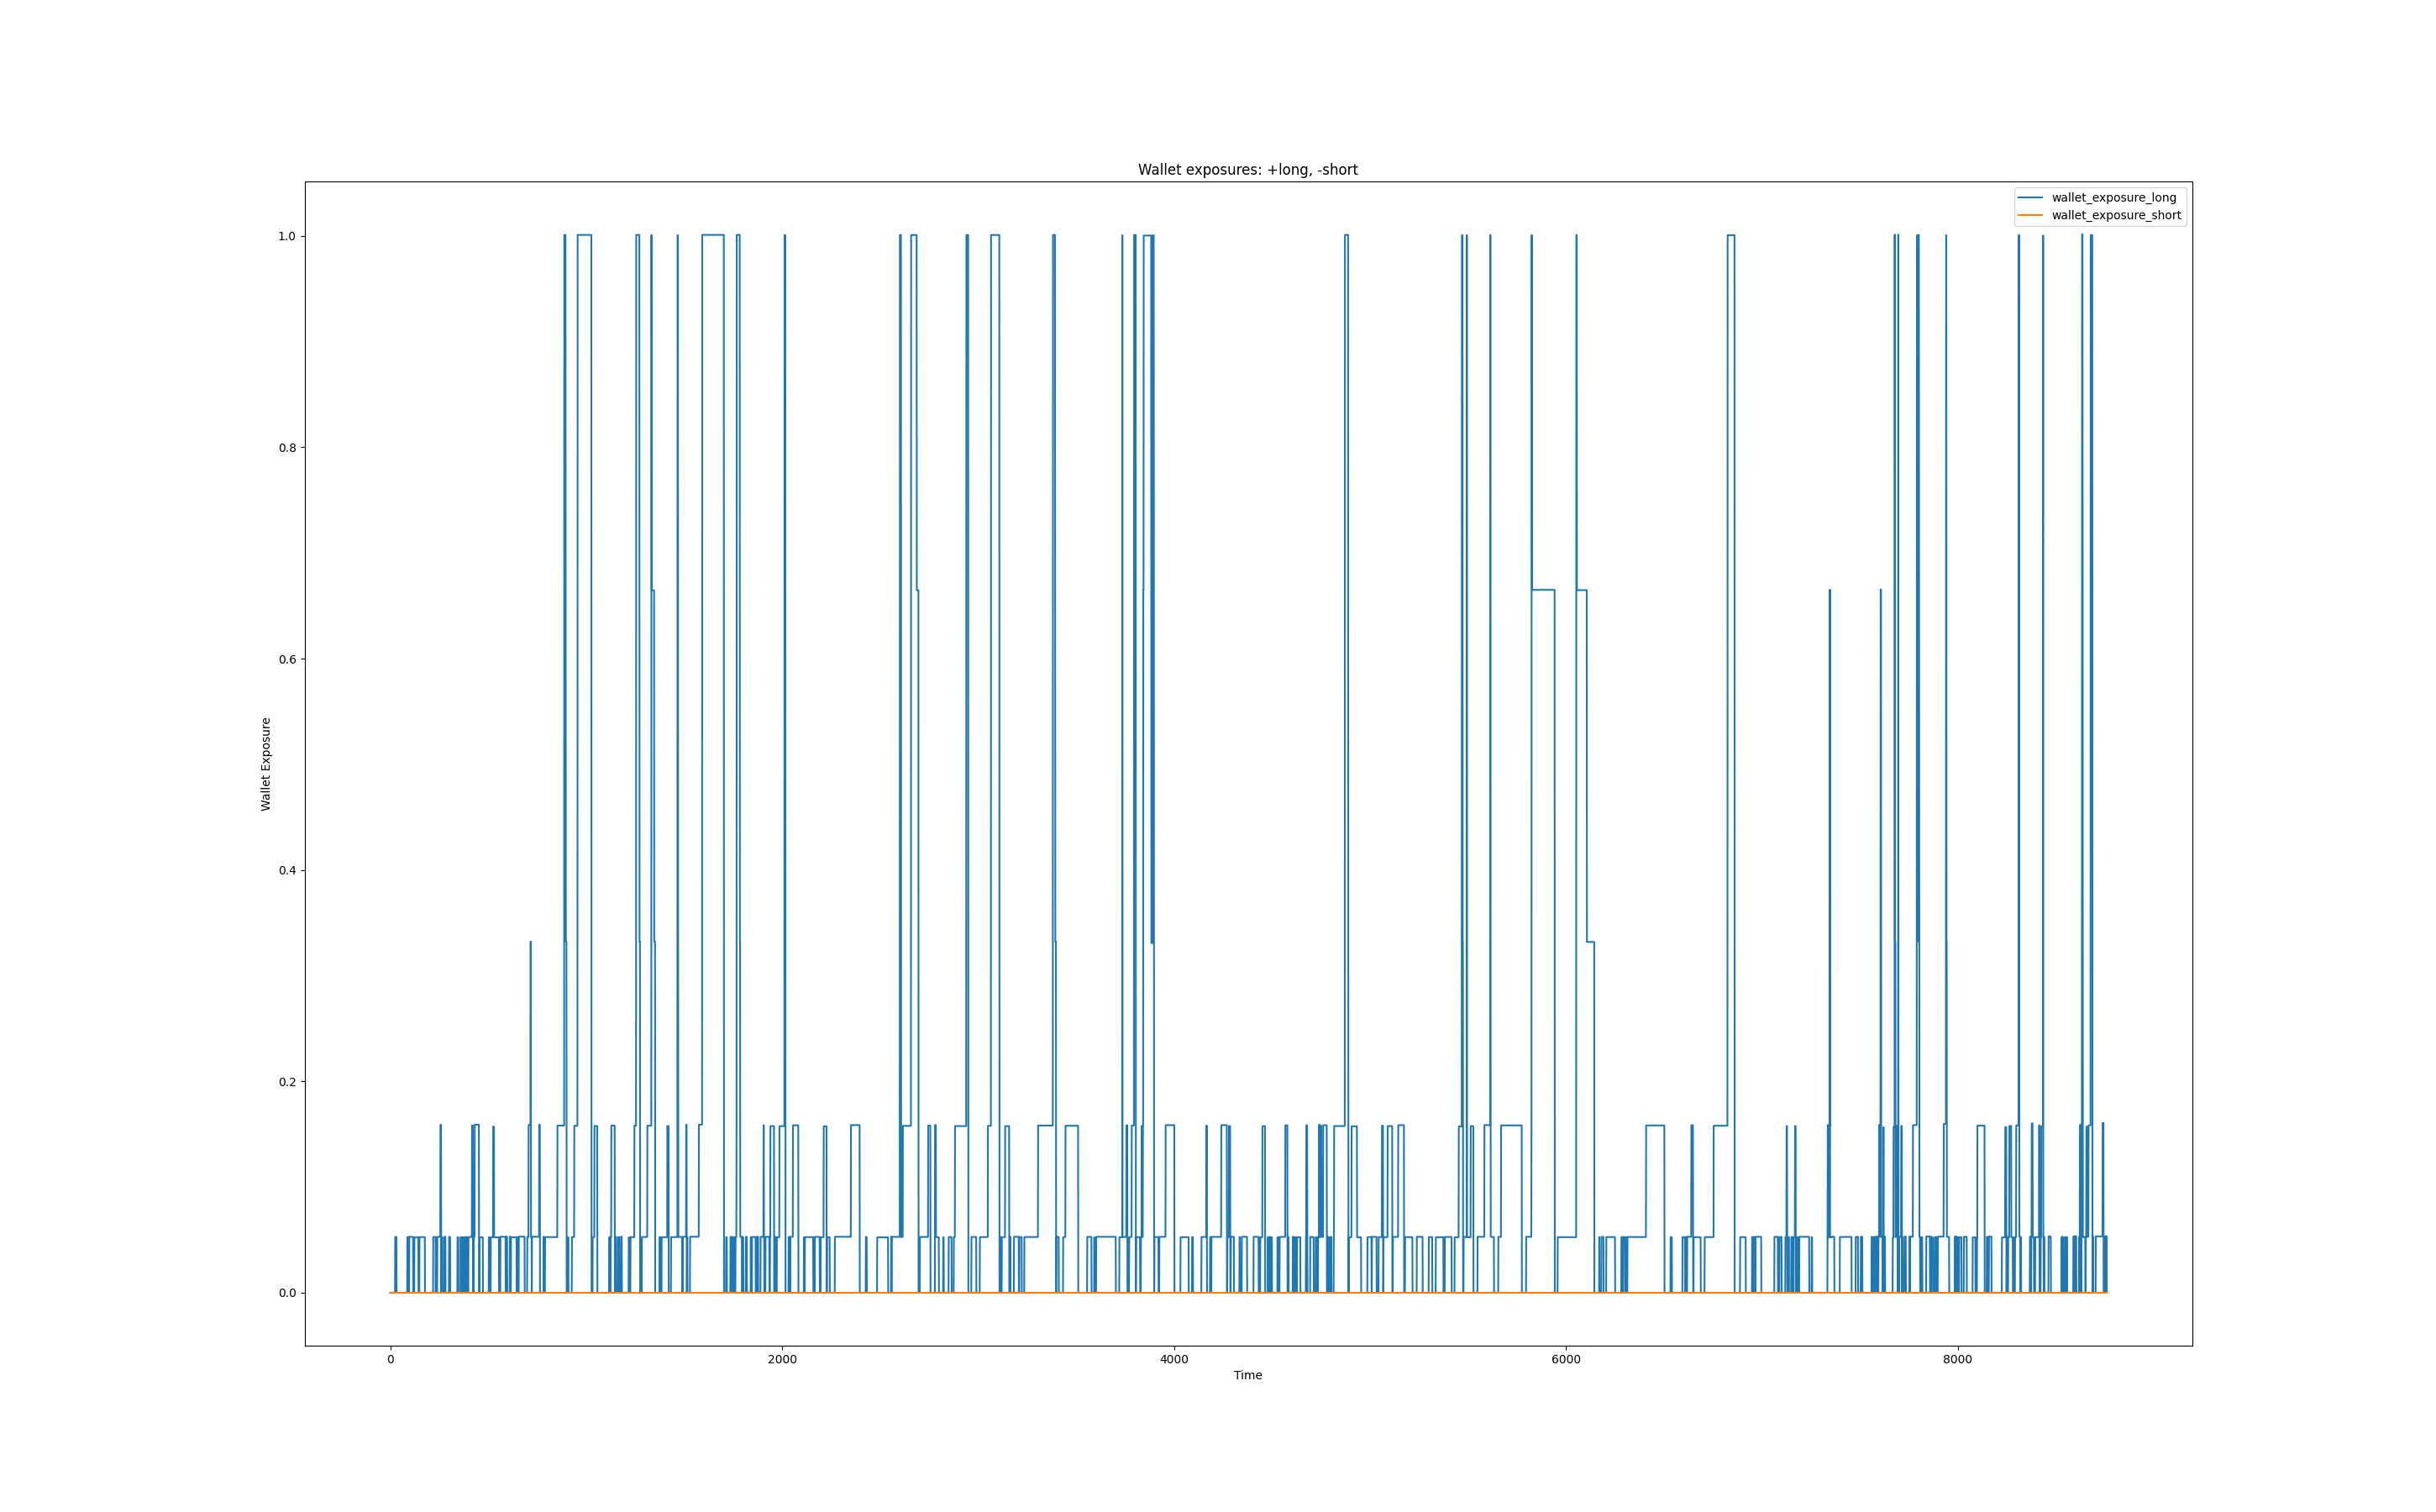 Wallet exposures: +long, -short
wallet_exposure_long
wallet_exposure_short
1.0
0.8
0.6
0.4
0.2
0.0
Wallet Exposure
0 2000 4000 6000 8000
Time